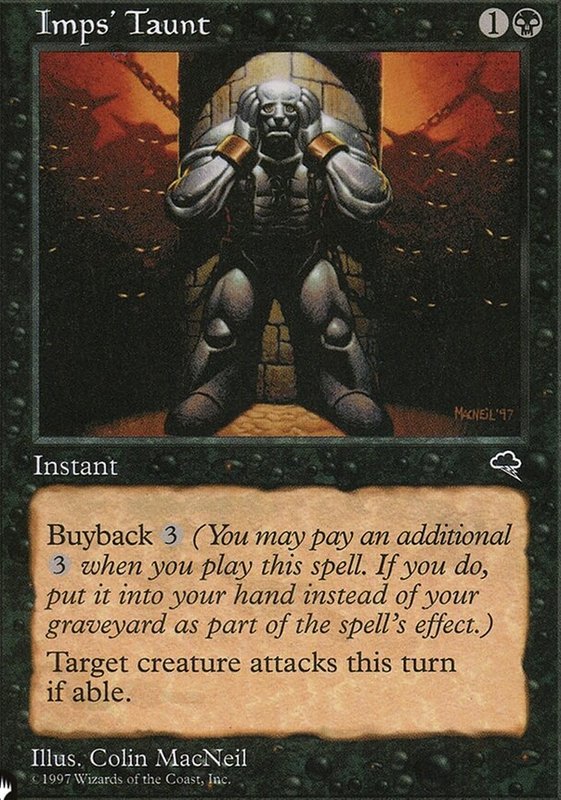 Imps' Taunt 1
MACNEIL '97
Instant
Buyback 3 (You may pay an additional
3 when you play this spell. If you do,
put it into your hand instead of your
graveyard as part of the spell's effect.)
Target creature attacks this turn
if able.
Illus. Colin MacNeil
©1997 Wizards of the Coast, Inc.